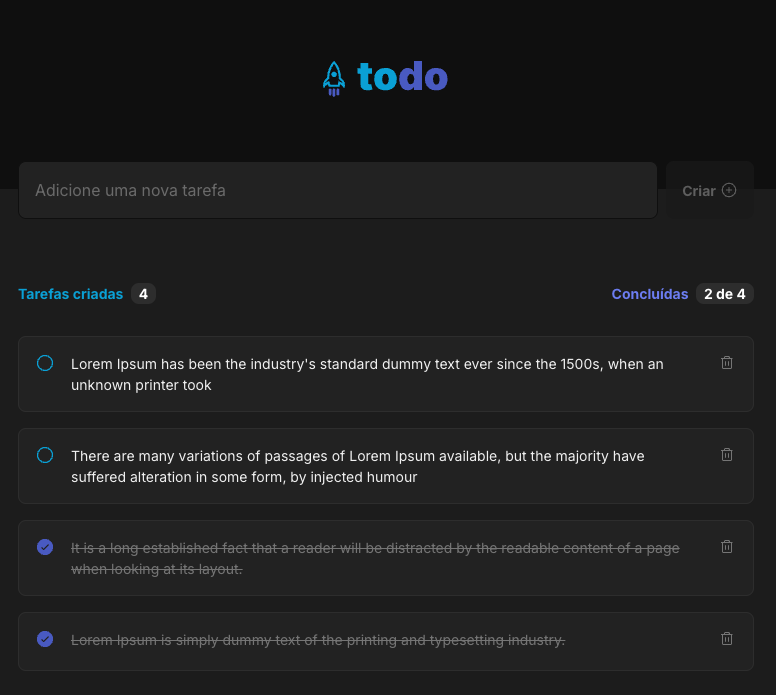 todo
Adicione uma nova tarefa
Criar
Tarefas criadas 4
Concluídas 2 de 4
Lorem Ipsum has been the industry's standard dummy text ever since the 1500s, when an
unknown printer took
There are many variations of passages of Lorem Ipsum available, but the majority have
suffered alteration in some form, by injected humour
It is a long established fact that a reader will be distracted by the readable content of a page
when looking at its layout.
Lorem Ipsum is simply dummy text of the printing and typesetting industry.